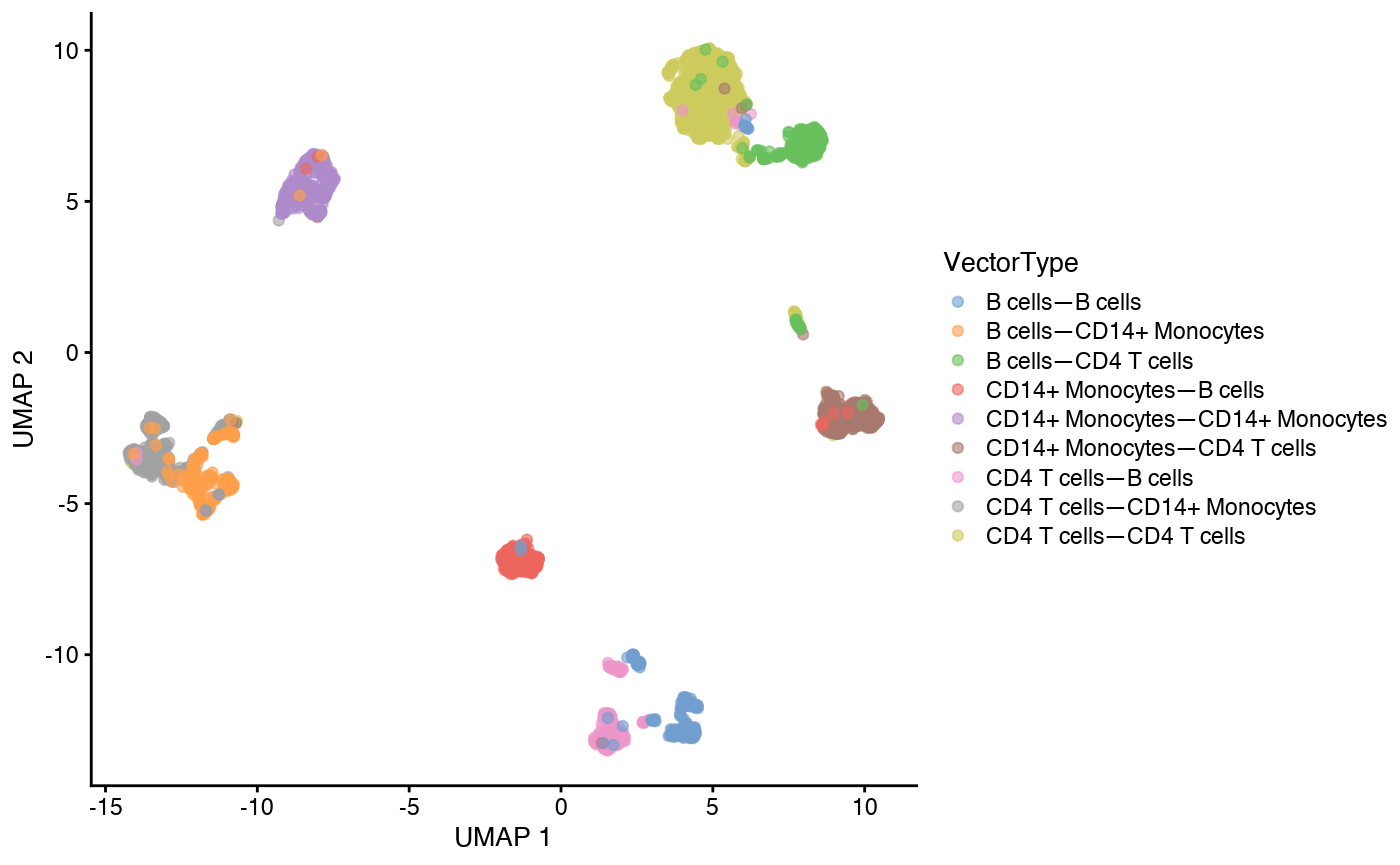 10
5
0
-5
-10
UMAP 2
-15 -10 -5 0 5 10
UMAP 1
VectorType
B cells—B cells
B cells—CD14+ Monocytes
B cells—CD4 T cells
CD14+ Monocytes—B cells
CD14+ Monocytes—CD14+ Monocytes
CD14+ Monocytes—CD4 T cells
CD4 T cells—B cells
CD4 T cells—CD14+ Monocytes
CD4 T cells—CD4 T cells